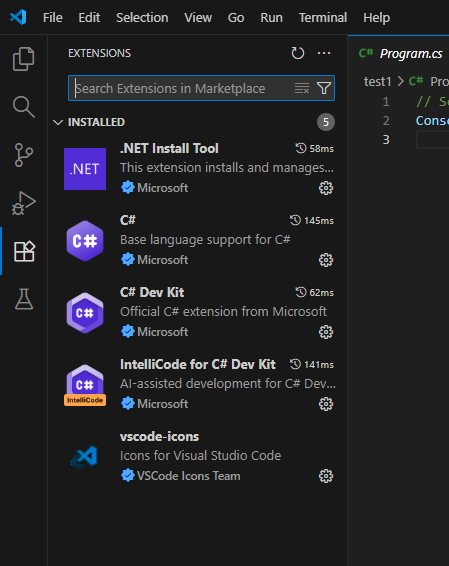 File Edit Selection View Go Run Terminal Help
EXTENSIONS
Search Extensions in Marketplace
INSTALLED 5
.NET
.NET Install Tool 58ms
This extension installs and manages...
Microsoft
C#
C# 145ms
Base language support for C#
Microsoft
C#
C# Dev Kit 62ms
Official C# extension from Microsoft
Microsoft
C#
IntelliCode
IntelliCode for C# Dev Kit 141ms
AI-assisted development for C# Dev...
Microsoft
vscode-icons
Icons for Visual Studio Code
VSCode Icons Team
C# Program.cs
test1 > C# Pro
1 // S
2 Cons
3